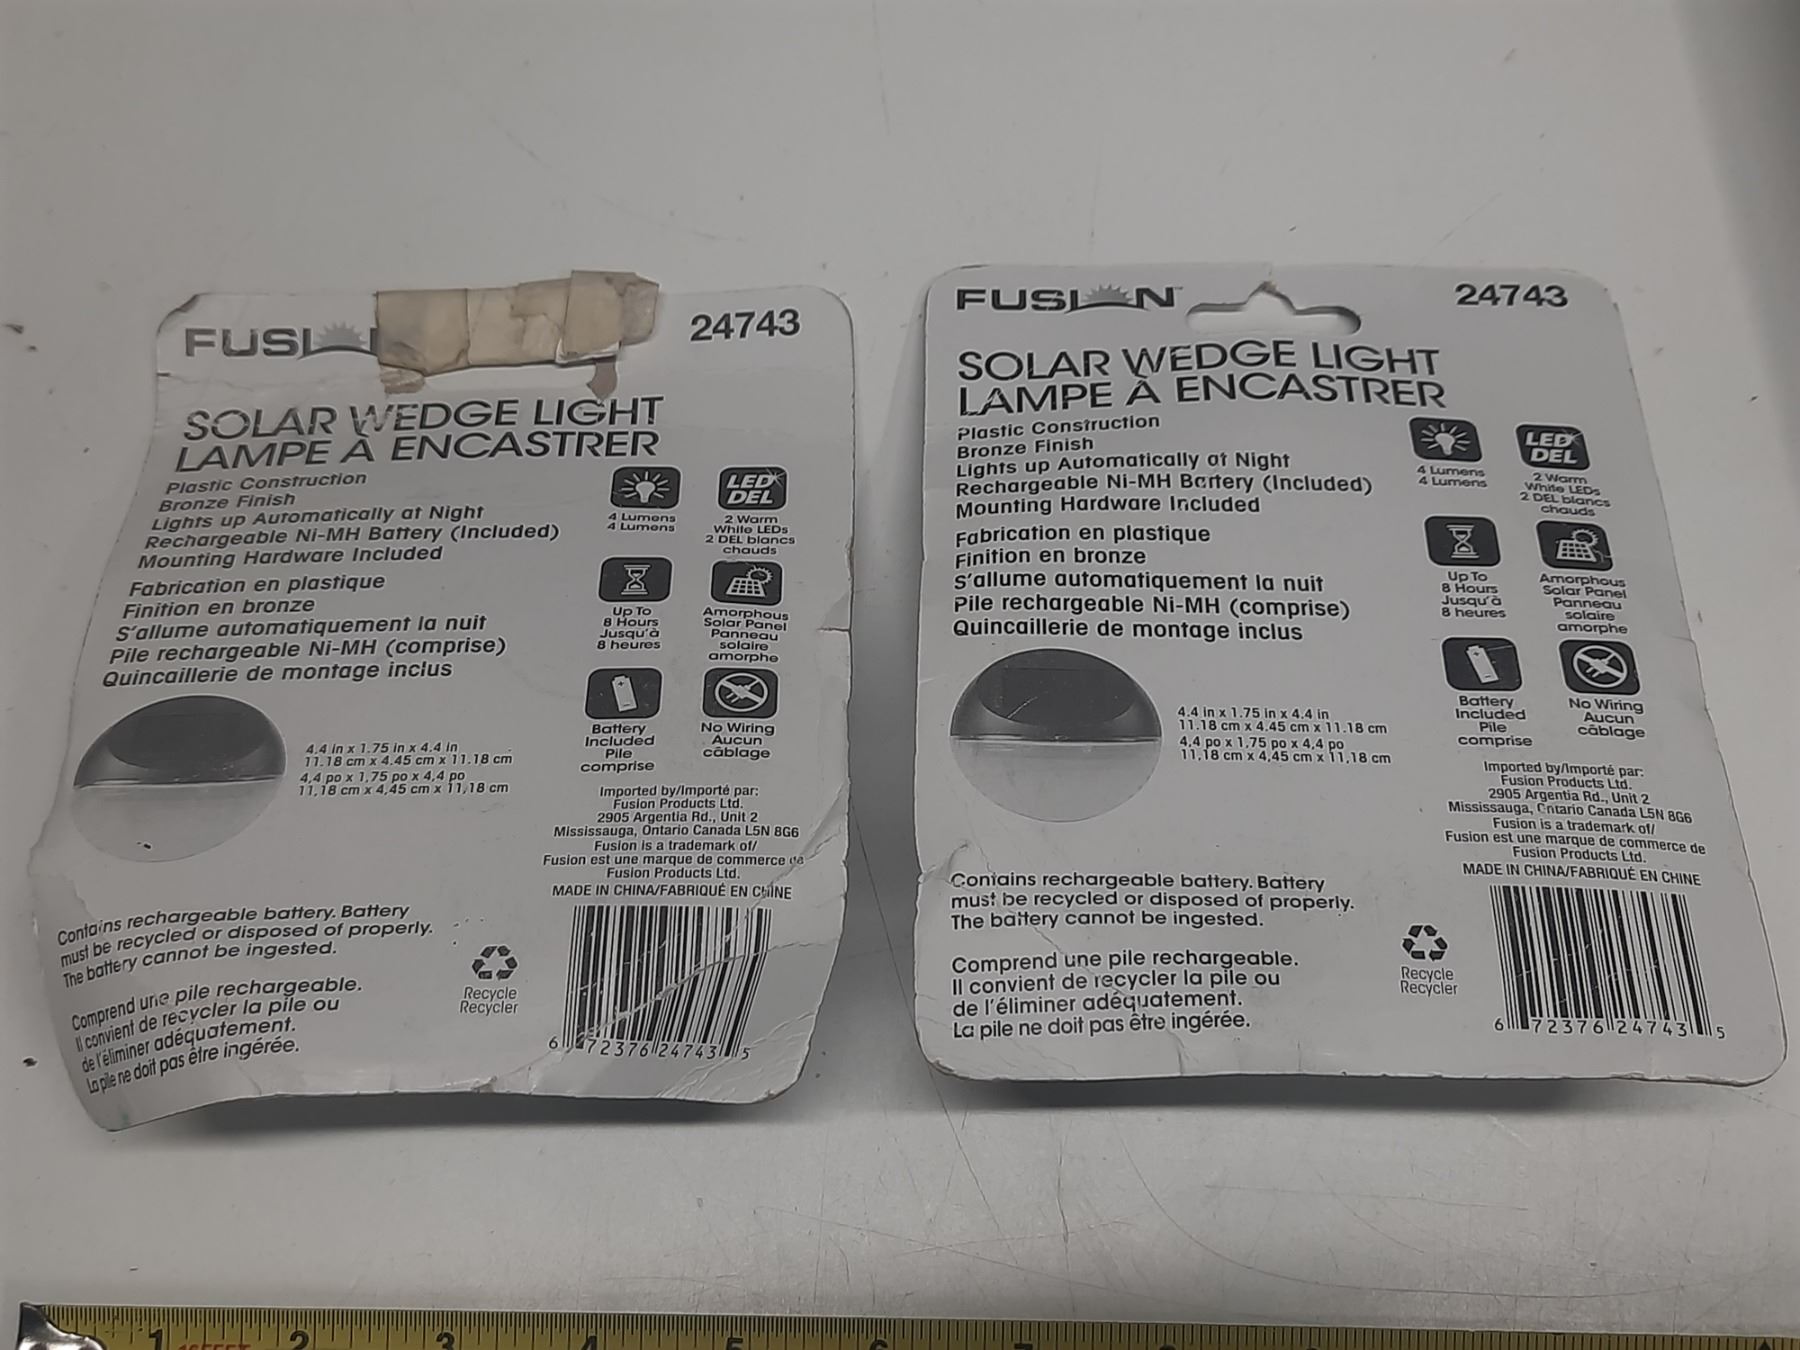 FUSI N
24743
SOLAR WEDGE LIGHT
LAMPE À ENCASTRER
Plastic Construction
Bronze Finish
Lights up Automatically at Night
Rechargeable Ni-MH Battery (Included)
Mounting Hardware Included
Fabrication en plastique
Finition en bronze
S'allume automatiquement la nuit
Pile rechargeable Ni-MH (comprise)
Quincaillerie de montage inclus
4 Lumens
4 Lumens
LED
DEL
2 Warm
White LEDs
2 DEL blancs
chauds
Up To
8 Hours
Jusqu'à
8 heures
Amorphous
Solar Panel
Panneau
solaire
amorphe
Battery
Included
Pile
comprise
No Wiring
Aucun
câblage
4.4 in x 1.75 in x 4.4 in
11.18 cm x 4.45 cm x 11.18 cm
4,4 po x 1,75 po x 4,4 po
11,18 cm x 4,45 cm x 11,18 cm
Imported by/Importé par:
Fusion Products Ltd.
2905 Argentia Rd., Unit 2
Mississauga, Ontario Canada L5N 8G6
Fusion is a trademark of/
Fusion est une marque de commerce de
Fusion Products Ltd.
MADE IN CHINA/FABRIQUÉ EN CHINE
Contains rechargeable battery. Battery
must be recycled or disposed of properly.
The battery cannot be ingested.
Comprend une pile rechargeable.
Il convient de recycler la pile ou
de l'éliminer adéquatement.
La pile ne doit pas être ingérée.
Recycle
Recycler
6 72376 24743 5
FUSION™
24743
SOLAR WEDGE LIGHT
LAMPE À ENCASTRER
Plastic Construction
Bronze Finish
Lights up Automatically at Night
Rechargeable Ni-MH Battery (Included)
Mounting Hardware Included
Fabrication en plastique
Finition en bronze
S'allume automatiquement la nuit
Pile rechargeable Ni-MH (comprise)
Quincaillerie de montage inclus
4 Lumens
4 Lumens
LED
DEL
2 Warm
White LEDs
2 DEL blancs
chauds
Up To
8 Hours
Jusqu'à
8 heures
Amorphous
Solar Panel
Panneau
solaire
amorphe
Battery
Included
Pile
comprise
No Wiring
Aucun
câblage
4.4 in x 1.75 in x 4.4 in
11.18 cm x 4.45 cm x 11.18 cm
4,4 po x 1,75 po x 4,4 po
11,18 cm x 4,45 cm x 11,18 cm
Imported by/Importé par:
Fusion Products Ltd.
2905 Argentia Rd., Unit 2
Mississauga, Ontario Canada L5N 8G6
Fusion is a trademark of/
Fusion est une marque de commerce de
Fusion Products Ltd.
MADE IN CHINA/FABRIQUÉ EN CHINE
Contains rechargeable battery. Battery
must be recycled or disposed of properly.
The battery cannot be ingested.
Comprend une pile rechargeable.
Il convient de recycler la pile ou
de l'éliminer adéquatement.
La pile ne doit pas être ingérée.
Recycle
Recycler
6 72376 24743 5
1 2 3 4 5 6